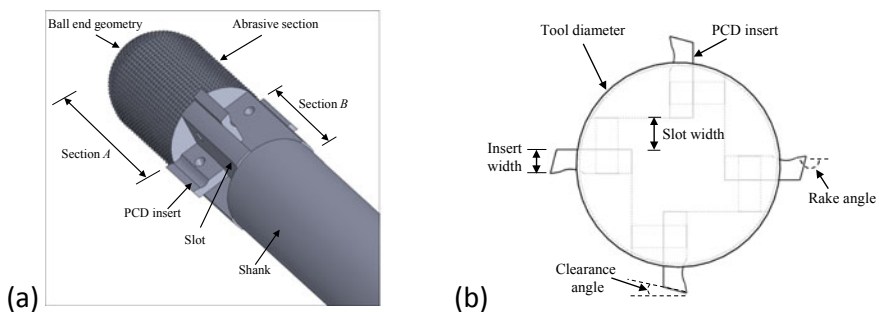 Ball end geometry
Abrasive section
Section A
Section B
PCD insert
Slot
Shank
(a)
Tool diameter
PCD insert
Slot width
Insert
width
Rake angle
Clearance
angle
(b)